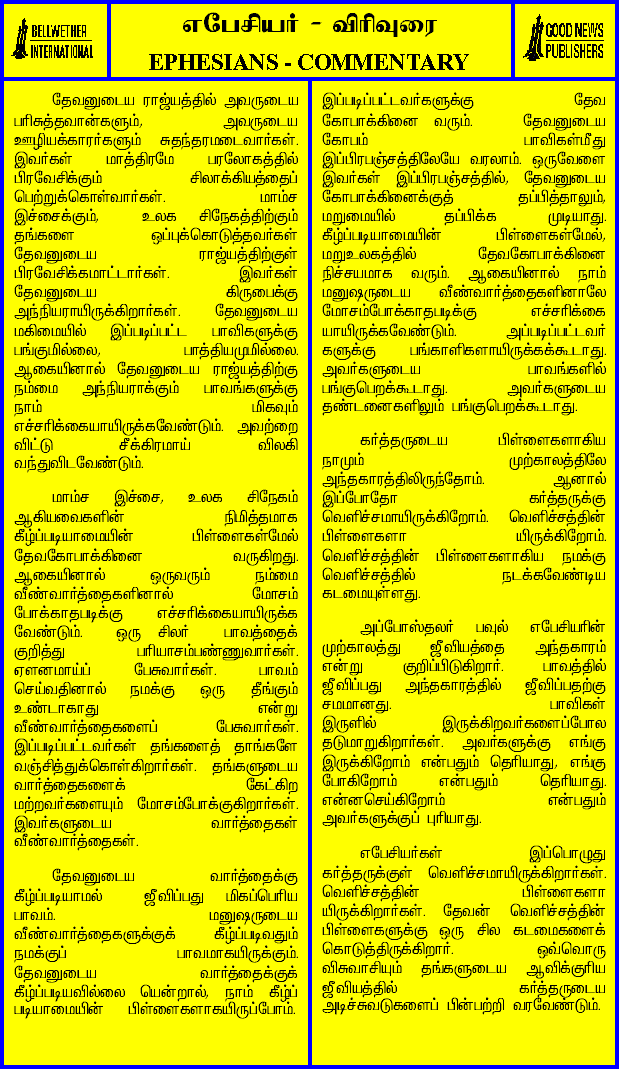 BELLWETHER
INTERNATIONAL
எபேசியர் - விரிவுரை
EPHESIANS - COMMENTARY
GOOD NEWS
PUBLISHERS
தேவனுடைய ராஜ்யத்தில் அவருடைய
பரிசுத்தவான்களும், அவருடைய
ஊழியக்காரர்களும் சுதந்தரமடைவார்கள்.
இவர்கள் மாத்திரமே பரலோகத்தில்
பிரவேசிக்கும் சிலாக்கியத்தைப்
பெற்றுக்கொள்வார்கள். மாம்ச
இச்சைக்கும், உலக சிநேகத்திற்கும்
தங்களை ஒப்புக்கொடுத்தவர்கள்
தேவனுடைய ராஜ்யத்திற்குள்
பிரவேசிக்கமாட்டார்கள். இவர்கள்
தேவனுடைய கிருபைக்கு
அந்நியராயிருக்கிறார்கள். தேவனுடைய
மகிமையில் இப்படிப்பட்ட பாவிகளுக்கு
பங்குமில்லை, பாத்தியமுமில்லை.
ஆகையினால் தேவனுடைய ராஜ்யத்திற்கு
நம்மை அந்நியராக்கும் பாவங்களுக்கு
நாம் மிகவும்
எச்சரிக்கையாயிருக்கவேண்டும். அவற்றை
விட்டு சீக்கிரமாய் விலகி
வந்துவிடவேண்டும்.
மாம்ச இச்சை, உலக சிநேகம்
ஆகியவைகளின் நிமித்தமாக
கீழ்ப்படியாமையின் பிள்ளைகள்மேல்
தேவகோபாக்கினை வருகிறது.
ஆகையினால் ஒருவரும் நம்மை
வீண்வார்த்தைகளினால் மோசம்
போக்காதபடிக்கு எச்சரிக்கையாயிருக்க
வேண்டும். ஒரு சிலர் பாவத்தைக்
குறித்து பரியாசம்பண்ணுவார்கள்.
ஏளனமாய்ப் பேசுவார்கள். பாவம்
செய்வதினால் நமக்கு ஒரு தீங்கும்
உண்டாகாது என்று
வீண்வார்த்தைகளைப் பேசுவார்கள்.
இப்படிப்பட்டவர்கள் தங்களைத் தாங்களே
வஞ்சித்துக்கொள்கிறார்கள். தங்களுடைய
வார்த்தைகளைக் கேட்கிற
மற்றவர்களையும் மோசம்போக்குகிறார்கள்.
இவர்களுடைய வார்த்தைகள்
வீண்வார்த்தைகள்.
தேவனுடைய வார்த்தைக்கு
கீழ்ப்படியாமல் ஜீவிப்பது மிகப்பெரிய
பாவம். மனுஷருடைய
வீண்வார்த்தைகளுக்குக் கீழ்ப்படிவதும்
நமக்குப் பாவமாகயிருக்கும்.
தேவனுடைய வார்த்தைக்குக்
கீழ்ப்படியவில்லை யென்றால், நாம் கீழ்ப்
படியாமையின் பிள்ளைகளாகயிருப்போம்.
இப்படிப்பட்டவர்களுக்கு தேவ
கோபாக்கினை வரும். தேவனுடைய
கோபம் பாவிகள்மீது
இப்பிரபஞ்சத்திலேயே வரலாம். ஒருவேளை
இவர்கள் இப்பிரபஞ்சத்தில், தேவனுடைய
கோபாக்கினைக்குத் தப்பித்தாலும்,
மறுமையில் தப்பிக்க முடியாது.
கீழ்ப்படியாமையின் பிள்ளைகள்மேல்,
மறுஉலகத்தில் தேவகோபாக்கினை
நிச்சயமாக வரும். ஆகையினால் நாம்
மனுஷருடைய வீண்வார்த்தைகளினாலே
மோசம்போக்காதபடிக்கு எச்சரிக்கை
யாயிருக்கவேண்டும். அப்படிப்பட்டவர்
களுக்கு பங்காளிகளாயிருக்கக்கூடாது.
அவர்களுடைய பாவங்களில்
பங்குபெறக்கூடாது. அவர்களுடைய
தண்டனைகளிலும் பங்குபெறக்கூடாது.
கர்த்தருடைய பிள்ளைகளாகிய
நாமும் முற்காலத்திலே
அந்தகாரத்திலிருந்தோம். ஆனால்
இப்போதோ கர்த்தருக்கு
வெளிச்சமாயிருக்கிறோம். வெளிச்சத்தின்
பிள்ளைகளா யிருக்கிறோம்.
வெளிச்சத்தின் பிள்ளைகளாகிய நமக்கு
வெளிச்சத்தில் நடக்கவேண்டிய
கடமையுள்ளது.
அப்போஸ்தலர் பவுல் எபேசியரின்
முற்காலத்து ஜீவியத்தை அந்தகாரம்
என்று குறிப்பிடுகிறார். பாவத்தில்
ஜீவிப்பது அந்தகாரத்தில் ஜீவிப்பதற்கு
சமமானது. பாவிகள்
இருளில் இருக்கிறவர்களைப்போல
தடுமாறுகிறார்கள். அவர்களுக்கு எங்கு
இருக்கிறோம் என்பதும் தெரியாது, எங்கு
போகிறோம் என்பதும் தெரியாது.
என்னசெய்கிறோம் என்பதும்
அவர்களுக்குப் புரியாது.
எபேசியர்கள் இப்பொழுது
கர்த்தருக்குள் வெளிச்சமாயிருக்கிறார்கள்.
வெளிச்சத்தின் பிள்ளைகளா
யிருக்கிறார்கள். தேவன் வெளிச்சத்தின்
பிள்ளைகளுக்கு ஒரு சில கடமைகளைக்
கொடுத்திருக்கிறார். ஒவ்வொரு
விசுவாசியும் தங்களுடைய ஆவிக்குரிய
ஜீவியத்தில் கர்த்தருடைய
அடிச்சுவடுகளைப் பின்பற்றி வரவேண்டும்.